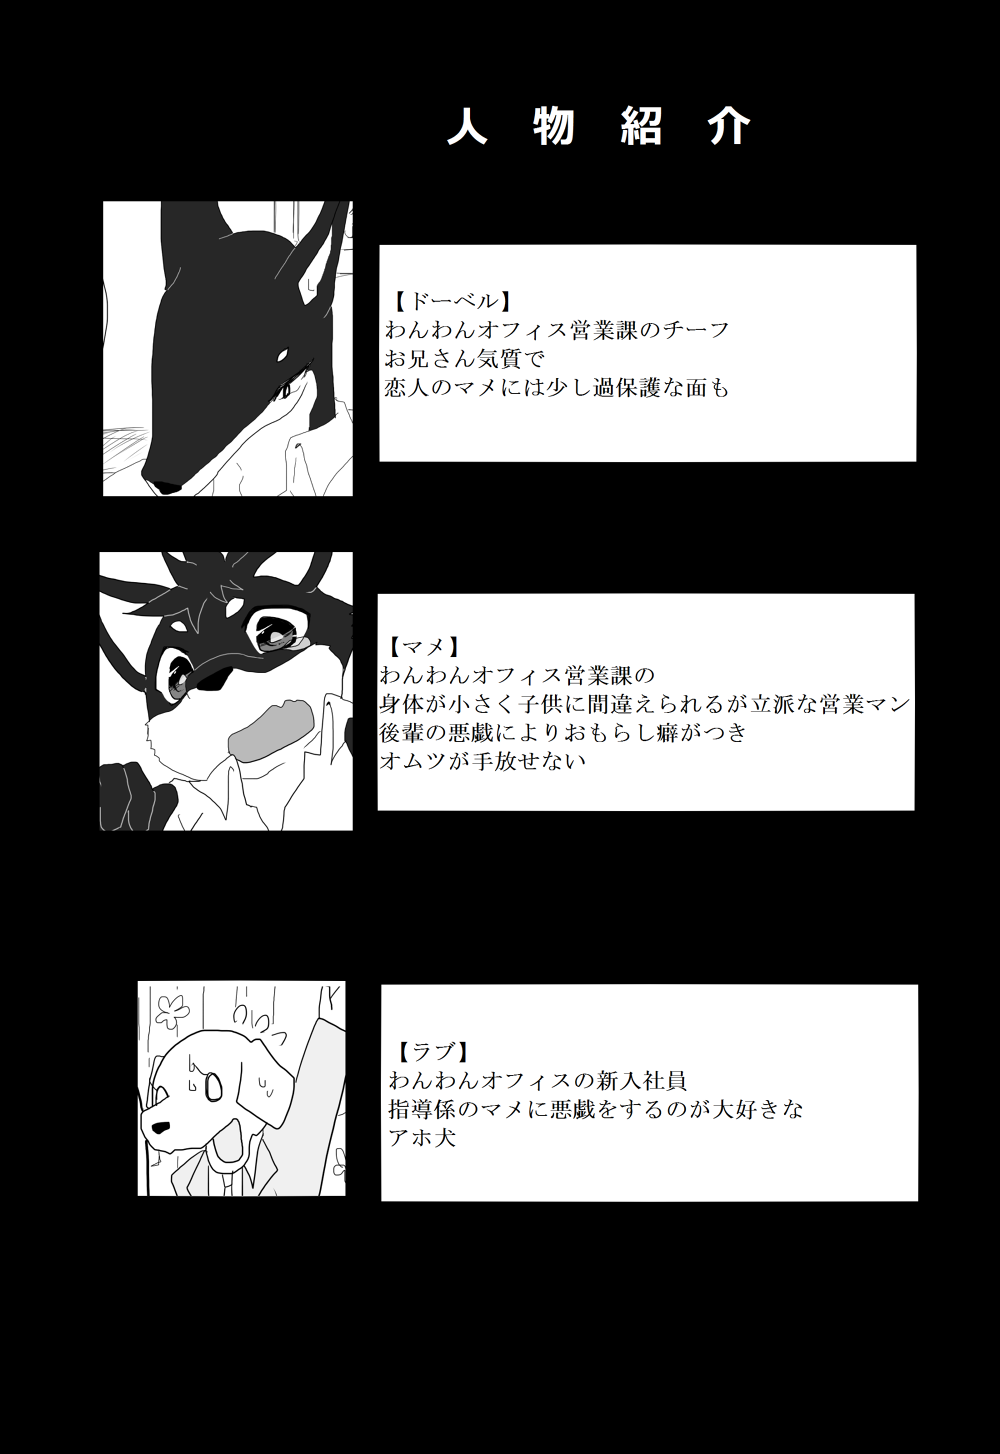 人物紹介
【ドーベル】
わんわんオフィス営業課のチーフ
お兄さん気質で
恋人のマメには少し過保護な面も
【マメ】
わんわんオフィス営業課の
身体が小さく子供に間違えられるが立派な営業マン
後輩の悪戯によりおもらし癖がつき
オムツが手放せない
【ラブ】
わんわんオフィスの新入社員
指導係のマメに悪戯をするのが大好きな
アホ犬